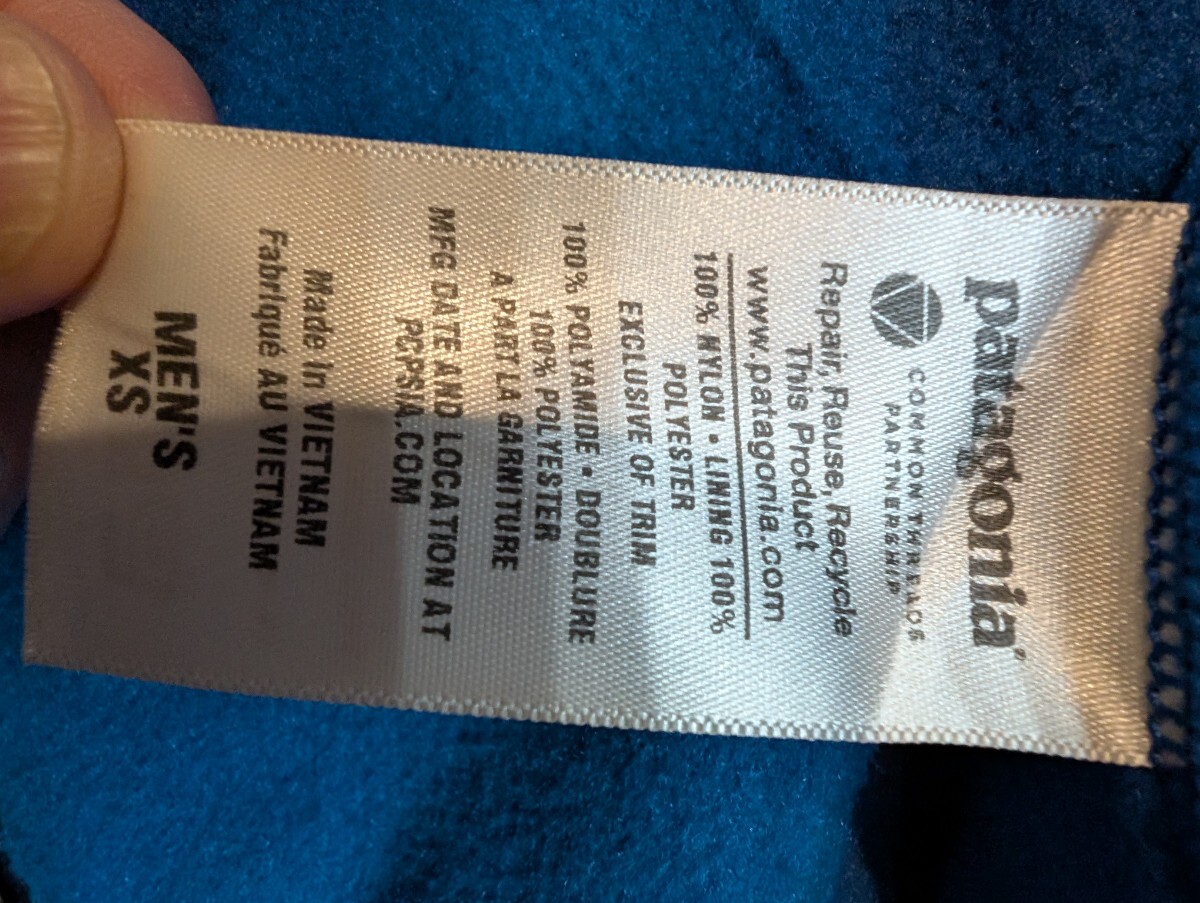 patagonia®
COMMON THREADS
PARTNERSHIP
Repair, Reuse, Recycle
This Product
www.patagonia.com
100% NYLON • LINING 100%
POLYESTER
EXCLUSIVE OF TRIM
100% POLYAMIDE • DOUBLURE
100% POLYESTER
A PART LA GARNITURE
MFG DATE AND LOCATION AT
PCPSIA.COM
Made in VIETNAM
Fabriqué AU VIETNAM
MEN'S
XS